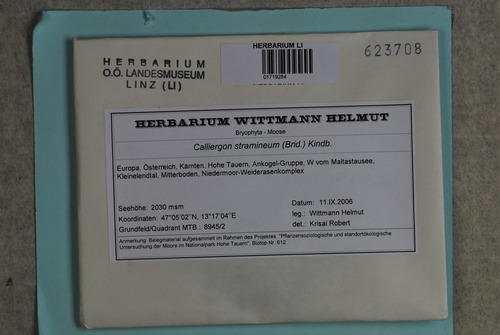 HERBARIUM
O.Ö. LANDESMUSEUM
LINZ (LI)
HERBARIUM LI
01719284
623708
HERBARIUM WITTMANN HELMUT
Bryophyta - Moose
Calliergon stramineum (Brid.) Kindb.
Europa, Österreich, Kärnten, Hohe Tauern, Ankogel-Gruppe, W vom Maltastausee,
Kleinelendtal, Mitterboden, Niedermoor-Weiderasenkomplex
Seehöhe: 2030 msm
Datum: 11.IX.2006
Koordinaten: 47°05'02"N, 13°17'04"E
leg.: Wittmann Helmut
Grundfeld/Quadrant MTB.: 8945/2
det.: Krisai Robert
Anmerkung: Belegmaterial aufgesammelt im Rahmen des Projektes: "Pflanzensoziologische und standortökologische
Untersuchung der Moore im Nationalpark Hohe Tauern", Biotop Nr. 612